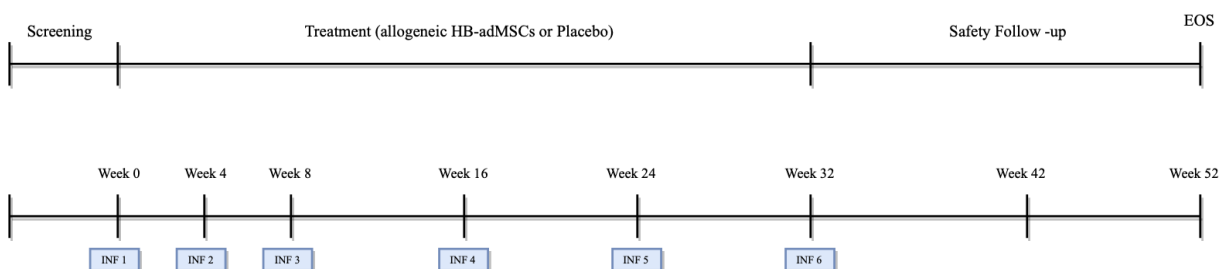 Screening
Treatment (allogeneic HB-adMSCs or Placebo)
Safety Follow -up
EOS
Week 0
Week 4
Week 8
Week 16
Week 24
Week 32
Week 42
Week 52
INF 1
INF 2
INF 3
INF 4
INF 5
INF 6